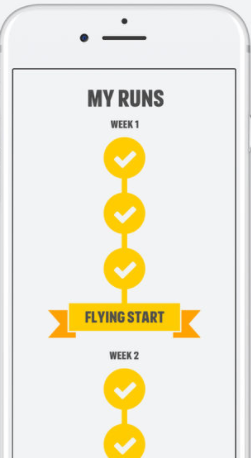 MY RUNS
WEEK 1
FLYING START
WEEK 2